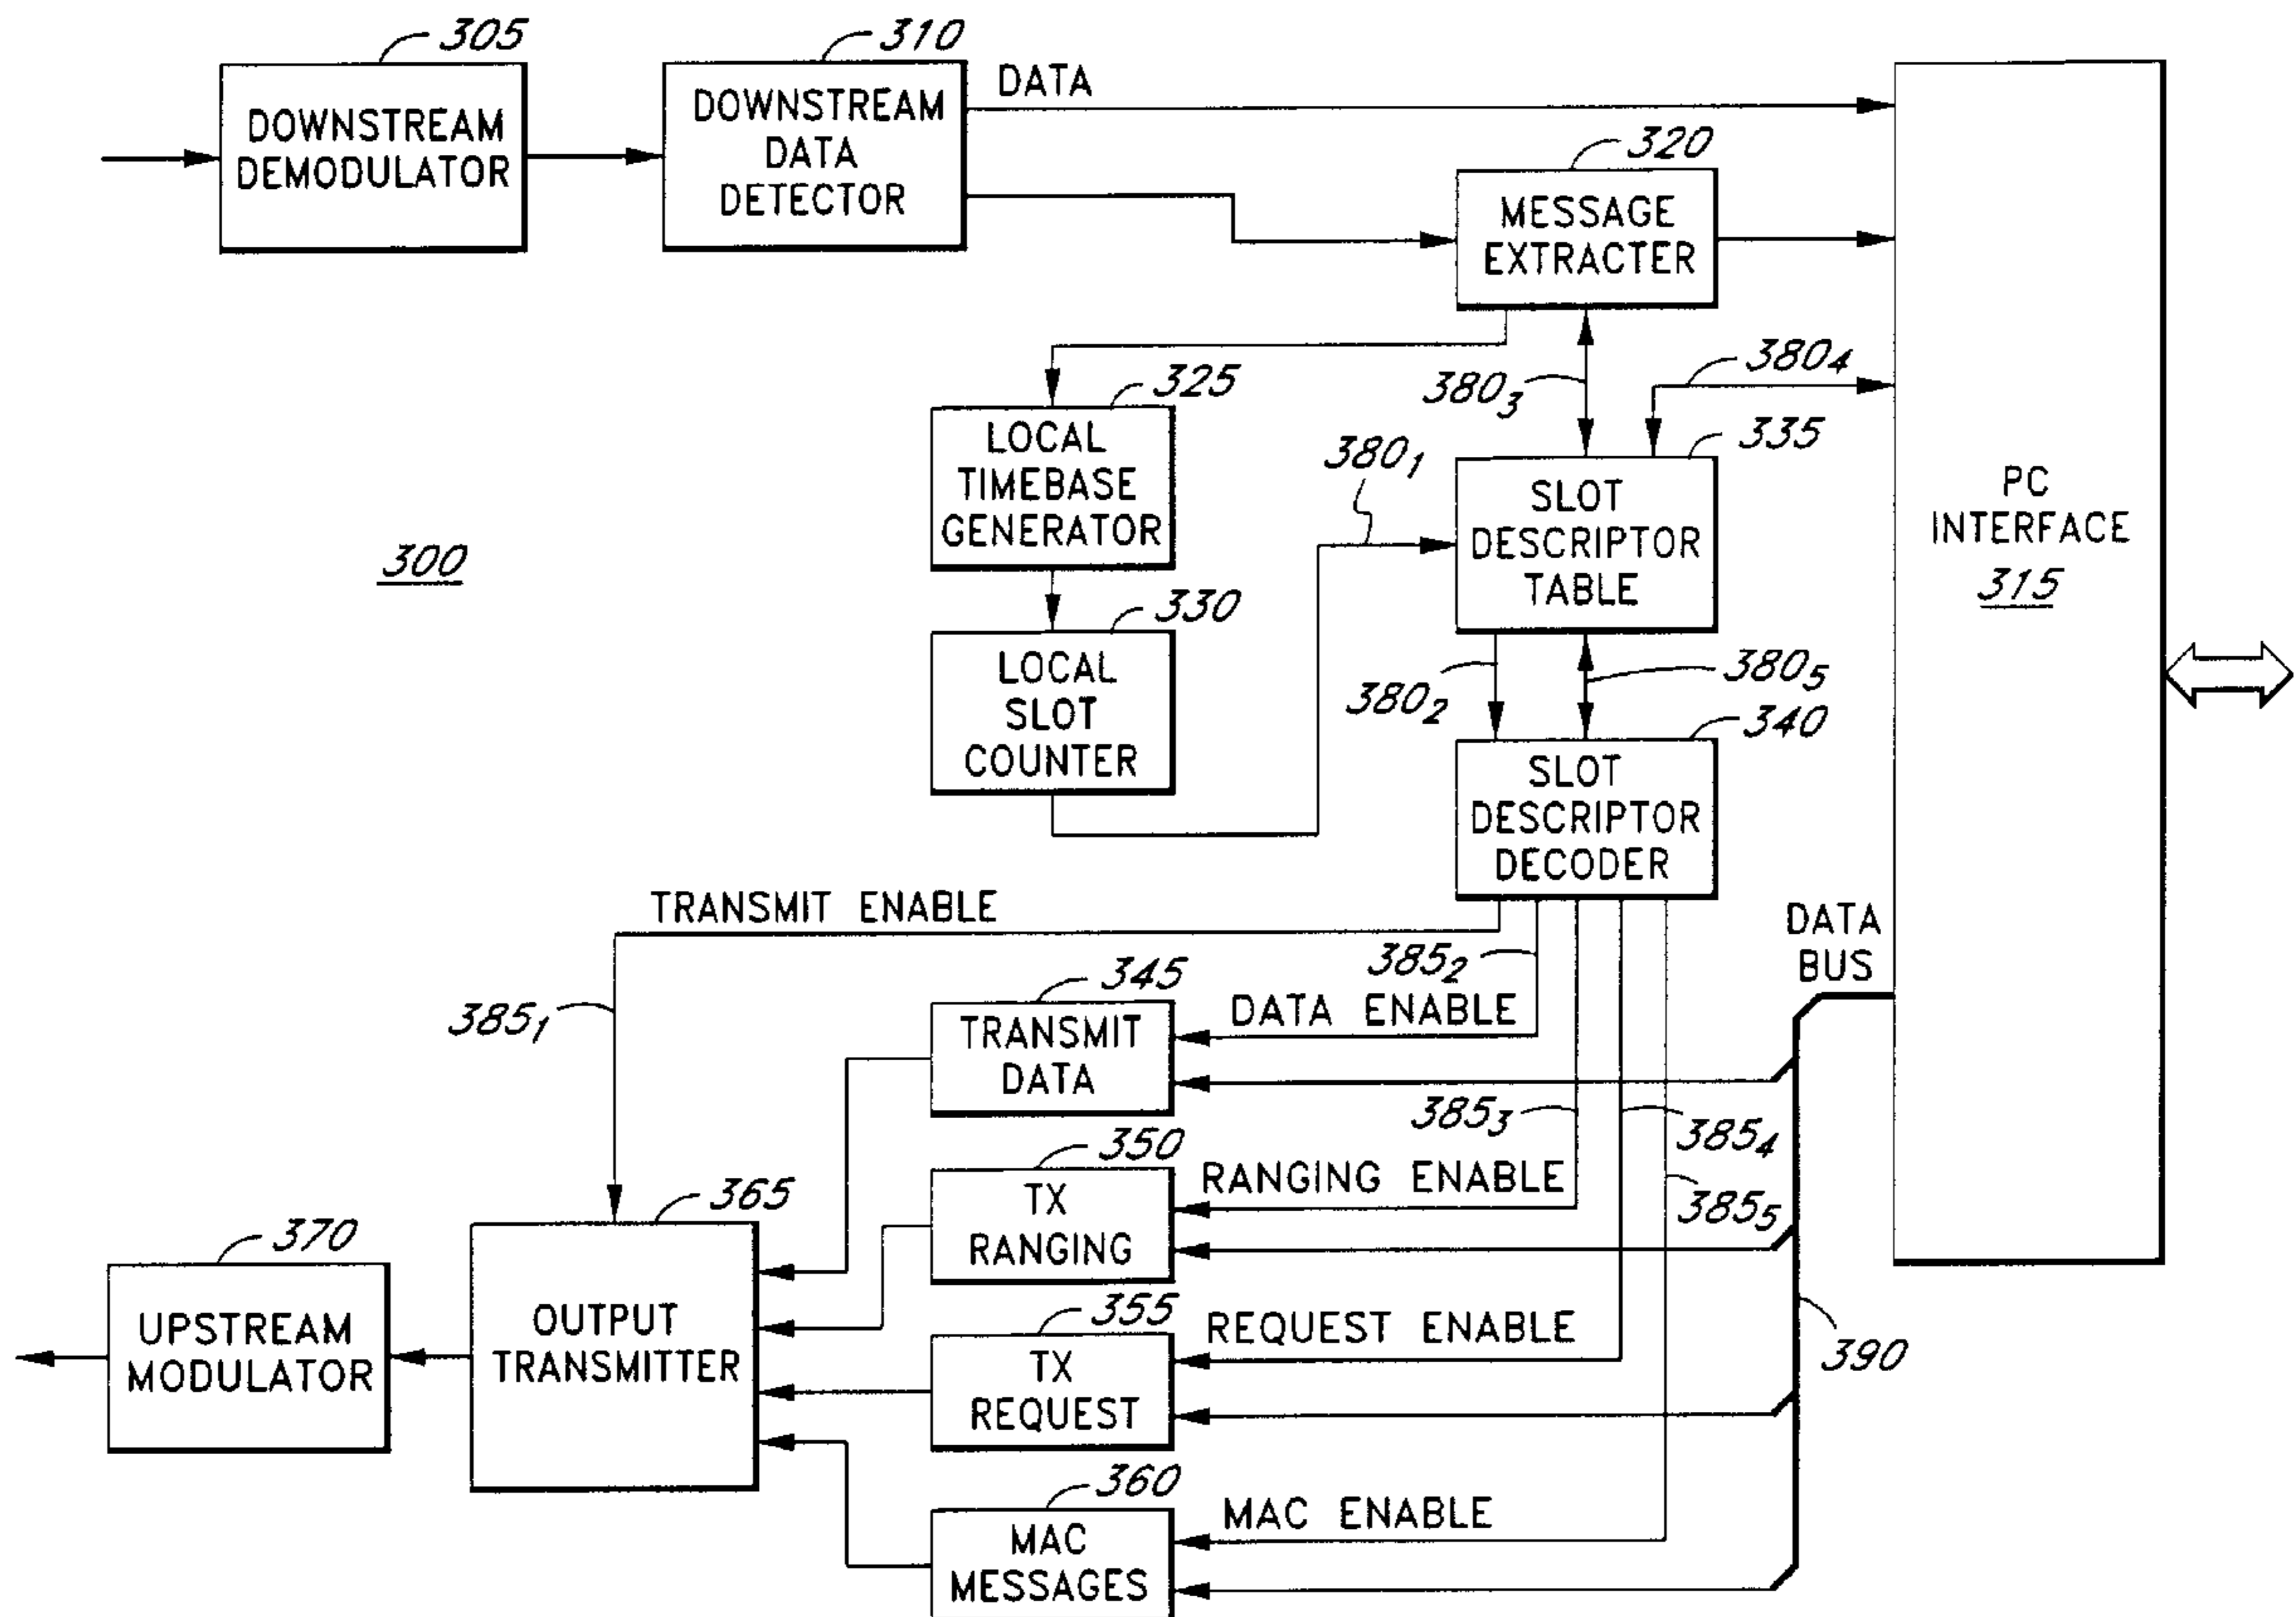 305
DOWNSTREAM
DEMODULATOR
310
DOWNSTREAM
DATA
DETECTOR
DATA
320
MESSAGE
EXTRACTER
380₃
380₄
325
LOCAL
TIMEBASE
GENERATOR
380₁
335
SLOT
DESCRIPTOR
TABLE
PC
INTERFACE
315
300
330
LOCAL
SLOT
COUNTER
380₂
380₅
340
SLOT
DESCRIPTOR
DECODER
TRANSMIT ENABLE
DATA
BUS
385₁
385₂
345
TRANSMIT
DATA
DATA ENABLE
385₃
385₄
350
TX
RANGING
RANGING ENABLE
385₅
365
OUTPUT
TRANSMITTER
370
UPSTREAM
MODULATOR
355
TX
REQUEST
REQUEST ENABLE
390
360
MAC
MESSAGES
MAC ENABLE